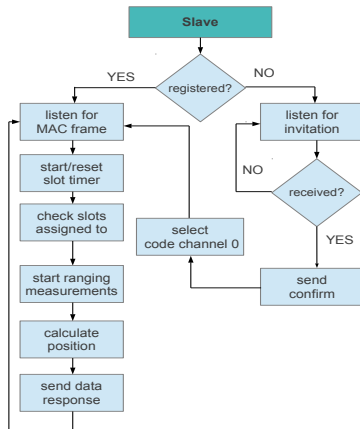 Slave
registered?
YES
NO
listen for
MAC frame
listen for
invitation
start/reset
slot timer
NO
received?
check slots
assigned to
select
code channel 0
YES
start ranging
measurements
send
confirm
calculate
position
send data
response